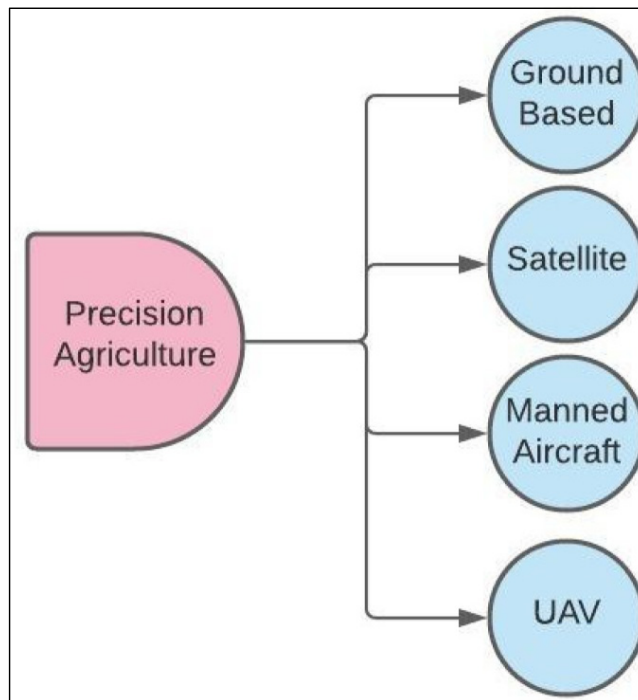 Precision
Agriculture
Ground
Based
Satellite
Manned
Aircraft
UAV